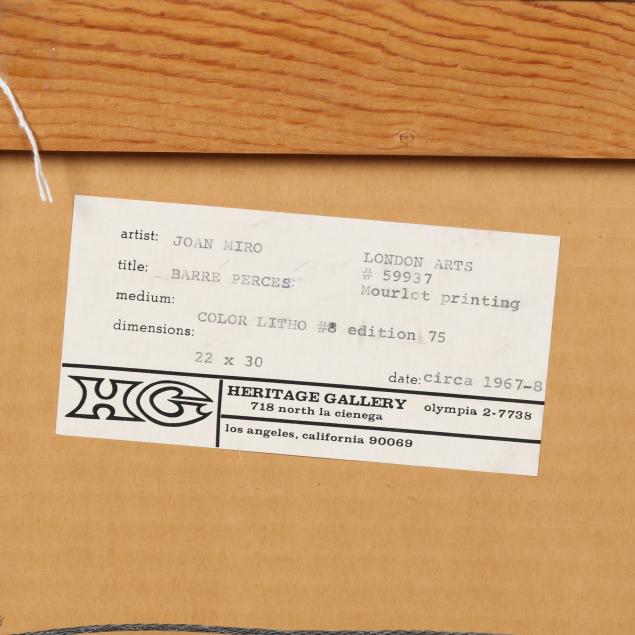 artist: JOAN MIRO
LONDON ARTS
# 59937
title: BARRE PERCES
Mourlot printing
medium:
COLOR LITHO #8 edition 75
dimensions:
22 x 30
date: circa 1967-8
HG
HERITAGE GALLERY olympia 2-7738
718 north la cienega
los angeles, california 90069